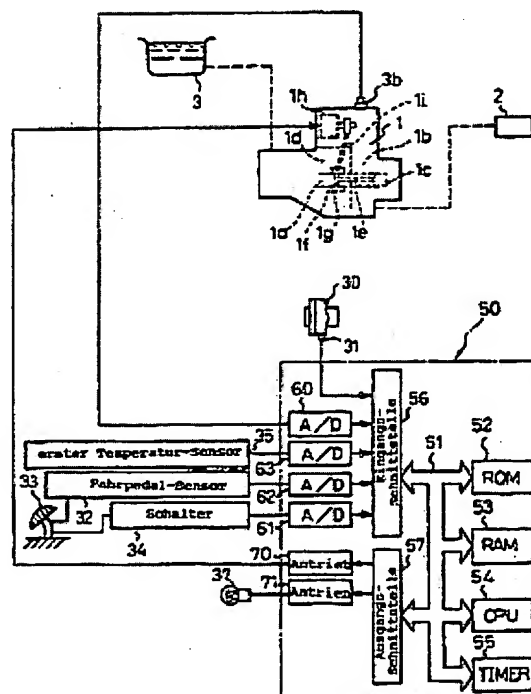 3
3b
1h
1i
1
2
1d
1b
1c
1a
1f
1g
1e
30
31
50
60
56
A/D
51
52
erster Temperatur-Sensor
35
63
A/D
Eingangs-schnittstelle
ROM
33
Fahrpedal-Sensor
62
A/D
53
32
Schalter
61
A/D
RAM
34
57
70
Antrieb
54
37
71
Antrieb
Ausgangs-Schnittstelle
CPU
55
TIMER